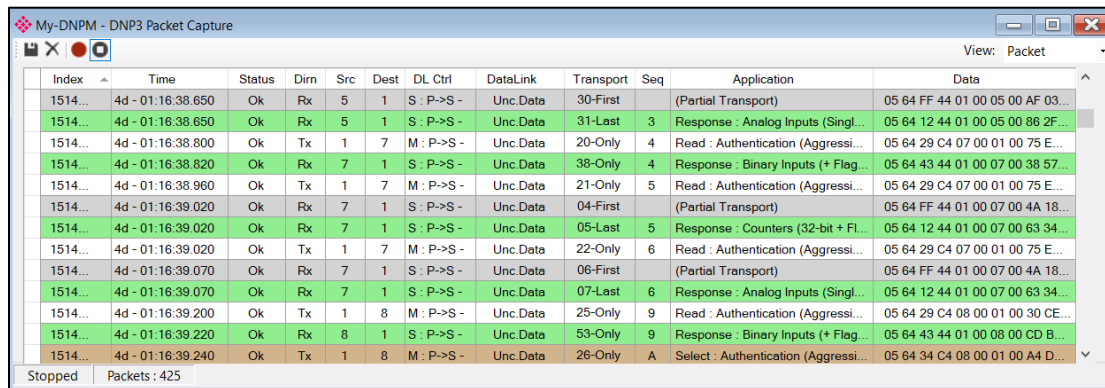 My-DNPM - DNP3 Packet Capture
View: Packet
Index Time Status Dirn Src Dest DL Ctrl DataLink Transport Seq Application Data
1514... 4d - 01:16:38.650 Ok Rx 5 1 S : P->S - Unc.Data 30-First (Partial Transport) 05 64 FF 44 01 00 05 00 AF 03...
1514... 4d - 01:16:38.650 Ok Rx 5 1 S : P->S - Unc.Data 31-Last 3 Response : Analog Inputs (Singl... 05 64 12 44 01 00 05 00 86 2F...
1514... 4d - 01:16:38.800 Ok Tx 1 7 M : P->S - Unc.Data 20-Only 4 Read : Authentication (Aggressi... 05 64 29 C4 07 00 01 00 75 E...
1514... 4d - 01:16:38.820 Ok Rx 7 1 S : P->S - Unc.Data 38-Only 4 Response : Binary Inputs (+ Flag... 05 64 43 44 01 00 07 00 38 57...
1514... 4d - 01:16:38.960 Ok Tx 1 7 M : P->S - Unc.Data 21-Only 5 Read : Authentication (Aggressi... 05 64 29 C4 07 00 01 00 75 E...
1514... 4d - 01:16:39.020 Ok Rx 7 1 S : P->S - Unc.Data 04-First (Partial Transport) 05 64 FF 44 01 00 07 00 4A 18...
1514... 4d - 01:16:39.020 Ok Rx 7 1 S : P->S - Unc.Data 05-Last 5 Response : Counters (32-bit + Fl... 05 64 12 44 01 00 07 00 63 34...
1514... 4d - 01:16:39.020 Ok Tx 1 7 M : P->S - Unc.Data 22-Only 6 Read : Authentication (Aggressi... 05 64 29 C4 07 00 01 00 75 E...
1514... 4d - 01:16:39.070 Ok Rx 7 1 S : P->S - Unc.Data 06-First (Partial Transport) 05 64 FF 44 01 00 07 00 4A 18...
1514... 4d - 01:16:39.070 Ok Rx 7 1 S : P->S - Unc.Data 07-Last 6 Response : Analog Inputs (Singl... 05 64 12 44 01 00 07 00 63 34...
1514... 4d - 01:16:39.200 Ok Tx 1 8 M : P->S - Unc.Data 25-Only 9 Read : Authentication (Aggressi... 05 64 29 C4 08 00 01 00 30 CE...
1514... 4d - 01:16:39.220 Ok Rx 8 1 S : P->S - Unc.Data 53-Only 9 Response : Binary Inputs (+ Flag... 05 64 43 44 01 00 08 00 CD B...
1514... 4d - 01:16:39.240 Ok Tx 1 8 M : P->S - Unc.Data 26-Only A Select : Authentication (Aggressi... 05 64 34 C4 08 00 01 00 A4 D...
Stopped Packets : 425